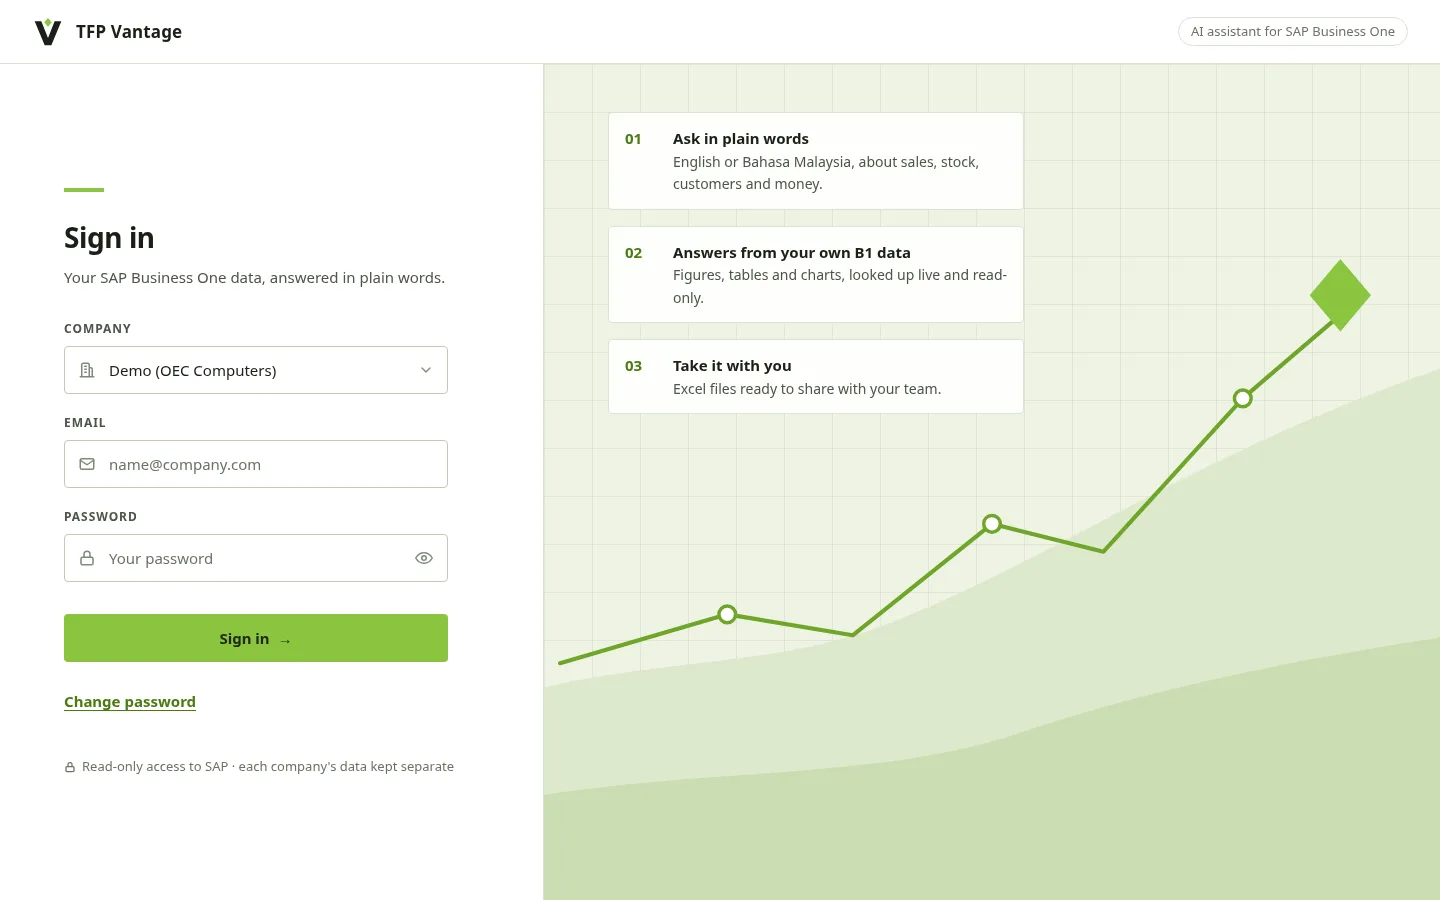 TFP Vantage
AI assistant for SAP Business One
Sign in
Your SAP Business One data, answered in plain words.
COMPANY
Demo (OEC Computers)
EMAIL
name@company.com
PASSWORD
Your password
Sign in →
Change password
Read-only access to SAP · each company's data kept separate
01
Ask in plain words
English or Bahasa Malaysia, about sales, stock,
customers and money.
02
Answers from your own B1 data
Figures, tables and charts, looked up live and read-
only.
03
Take it with you
Excel files ready to share with your team.